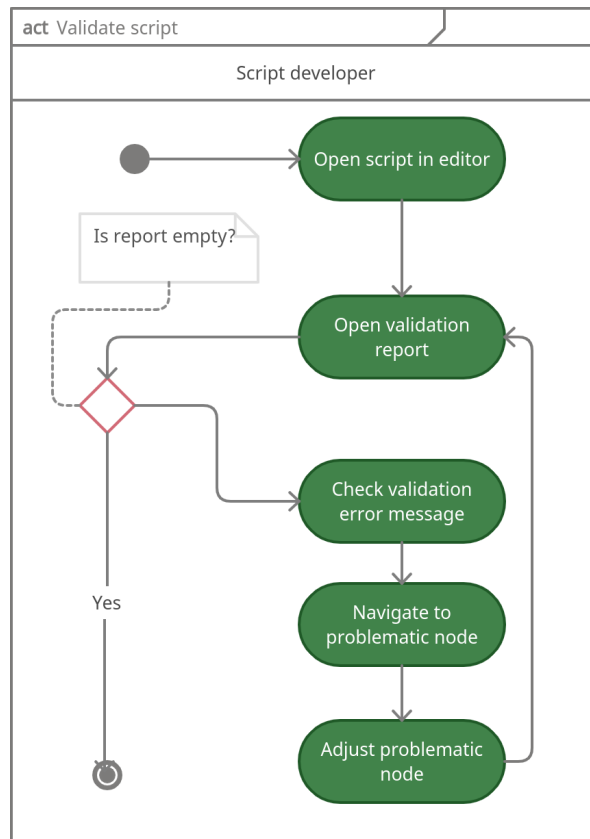 act Validate script
Script developer
Open script in editor
Is report empty?
Open validation
report
Check validation
error message
Yes
Navigate to
problematic node
Adjust problematic
node